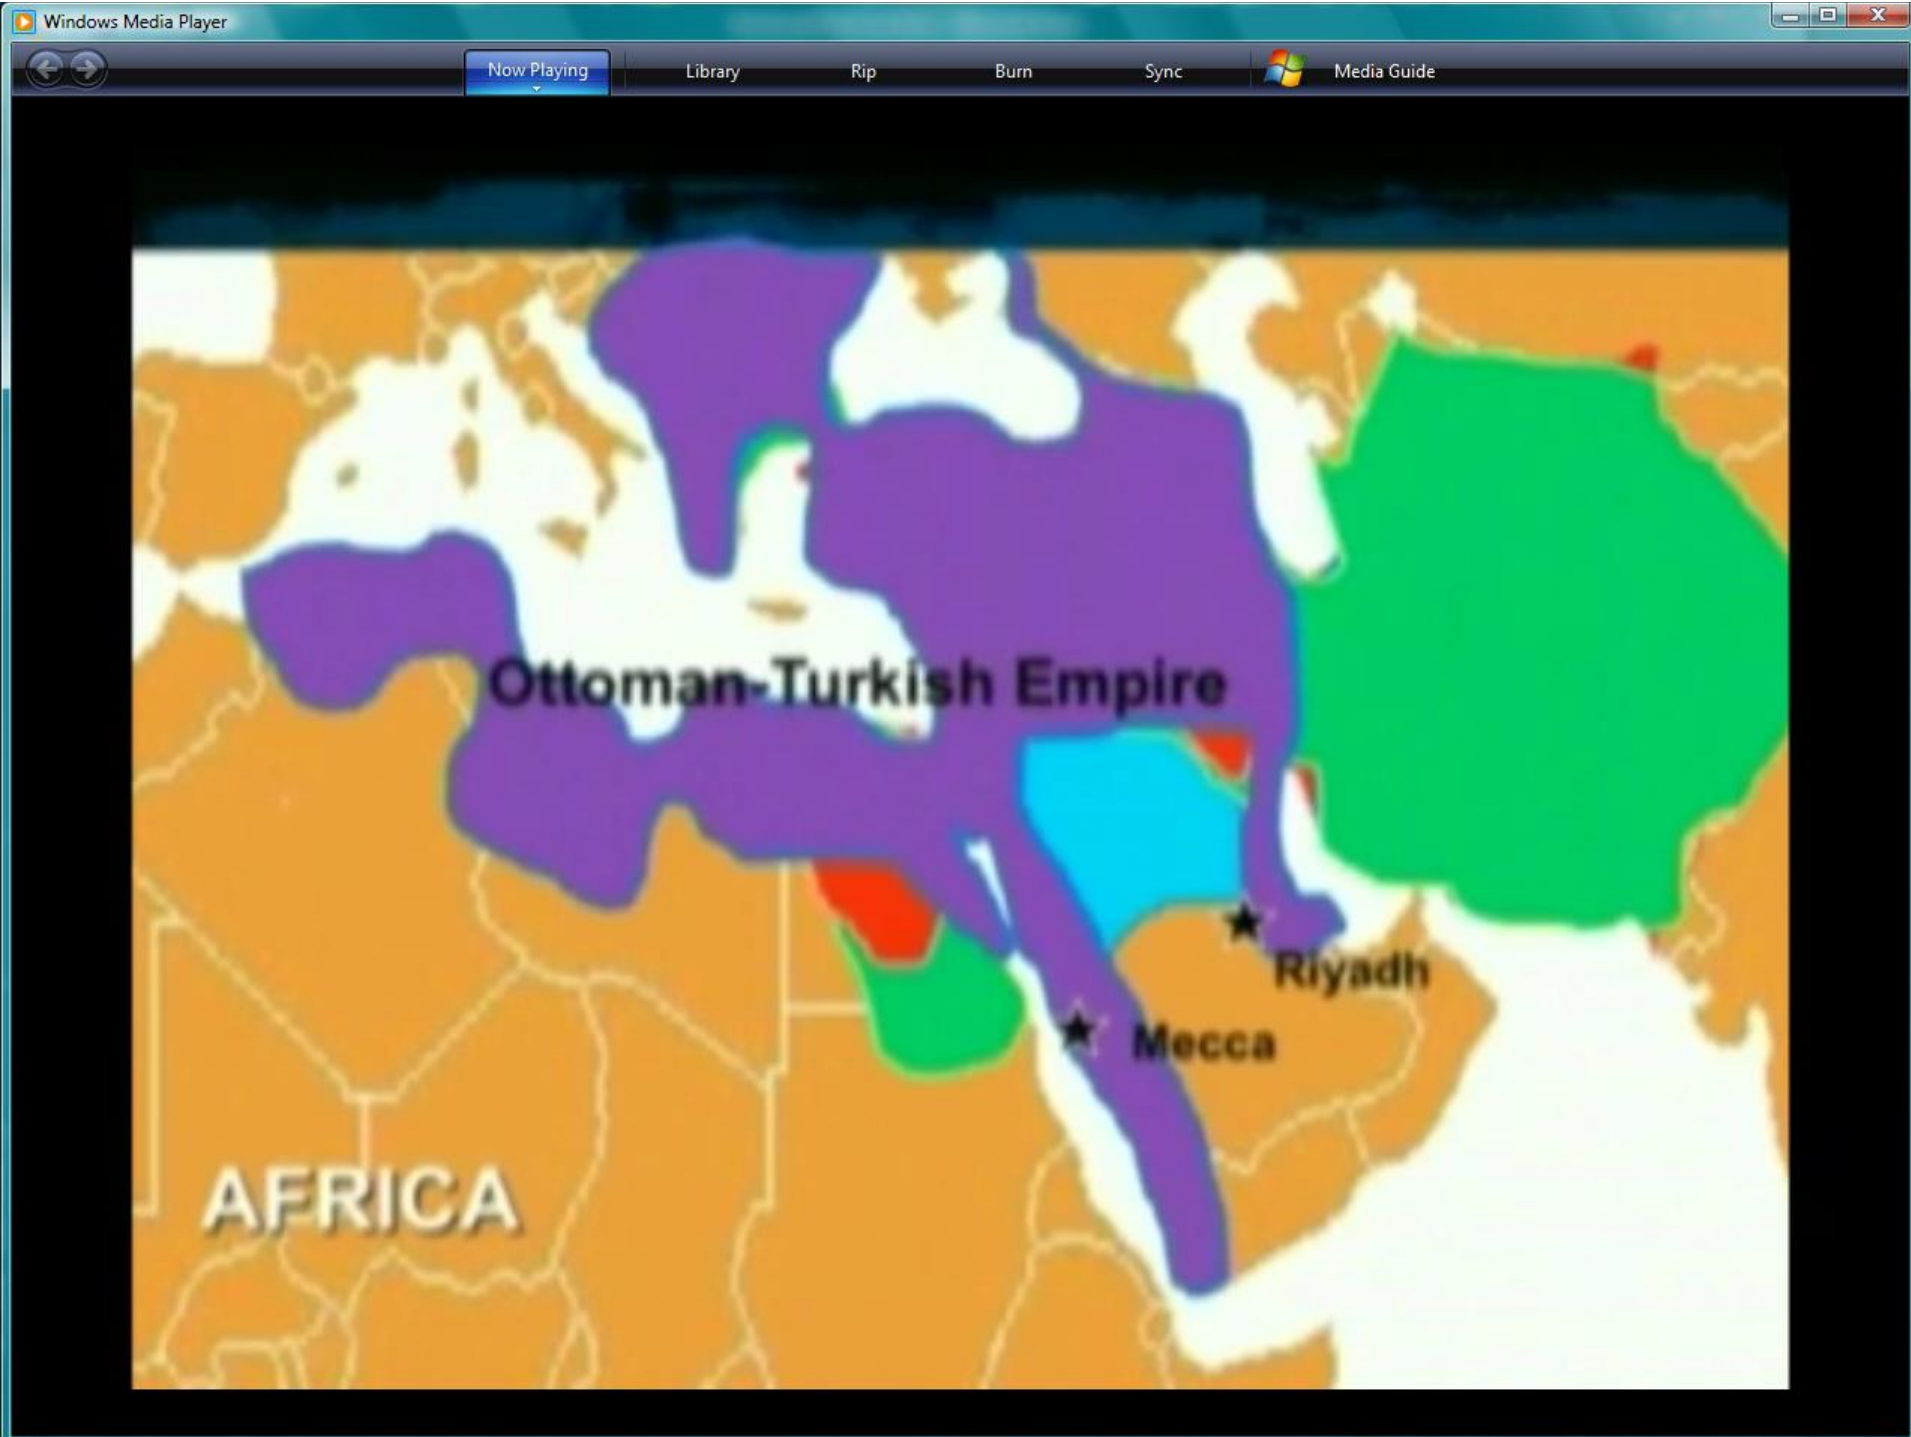 Windows Media Player
Now Playing
Library
Rip
Burn
Sync
Media Guide
Ottoman-Turkish Empire
Riyadh
Mecca
AFRICA